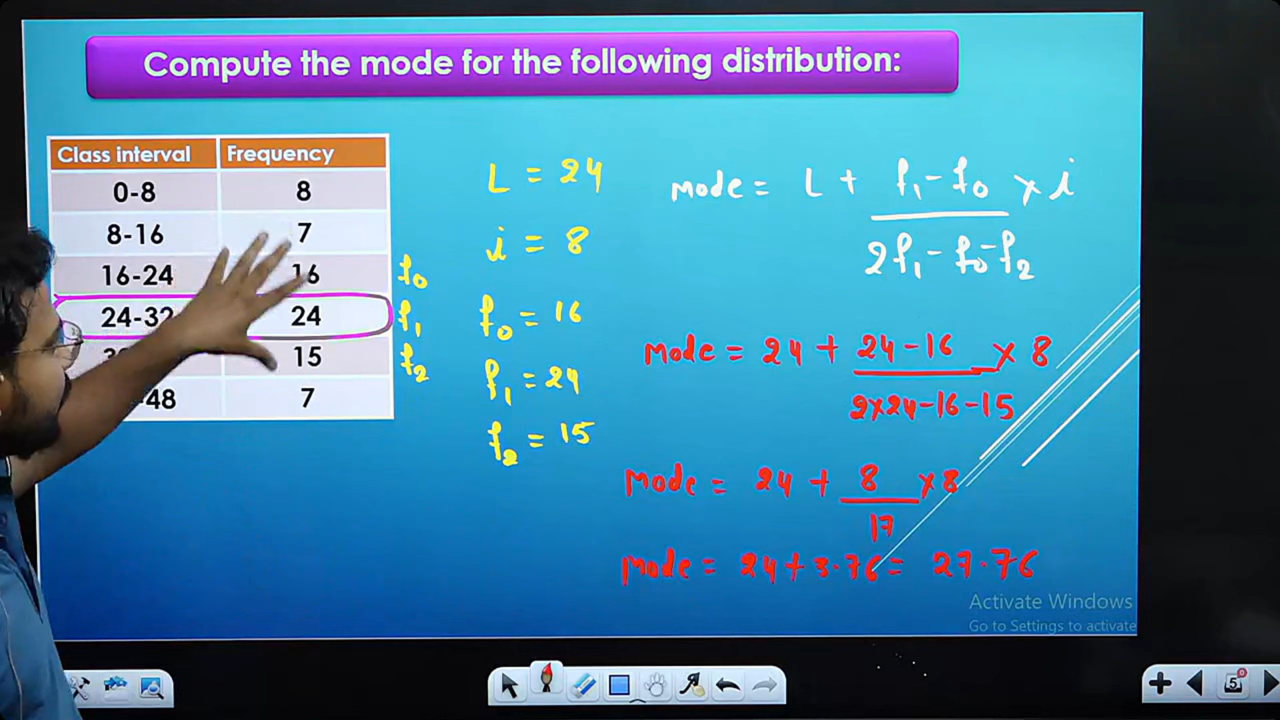 Compute the mode for the following distribution:
Class interval Frequency
0-8 8
8-16 7
16-24 16 f₀
24-32 24 f₁
15 f₂
48 7
L = 24
i = 8
f₀ = 16
f₁ = 24
f₂ = 15
mode = L + f₁ - f₀ × i
2f₁ - f₀ - f₂
mode = 24 + 24 - 16 × 8
2×24-16-15
mode = 24 + 8 × 8
17
mode = 24 + 3.76 = 27.76
Activate Windows
Go to Settings to activate
5